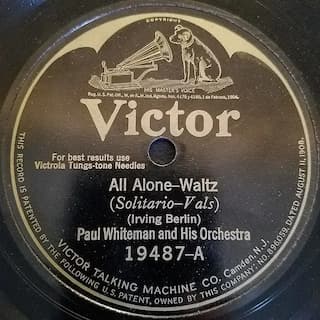 HIS MASTER'S VOICE
Victor
For best results use
Victrola Tungs-tone Needles
All Alone-Waltz
(Solitario-Vals)
(Irving Berlin)
Paul Whiteman and His Orchestra
19487-A
VICTOR TALKING MACHINE CO. Camden, N. J.
THIS RECORD IS PATENTED BY THE FOLLOWING U.S. PATENT, OWNED BY THIS COMPANY: NO. 896059, DATED AUGUST 11, 1908.